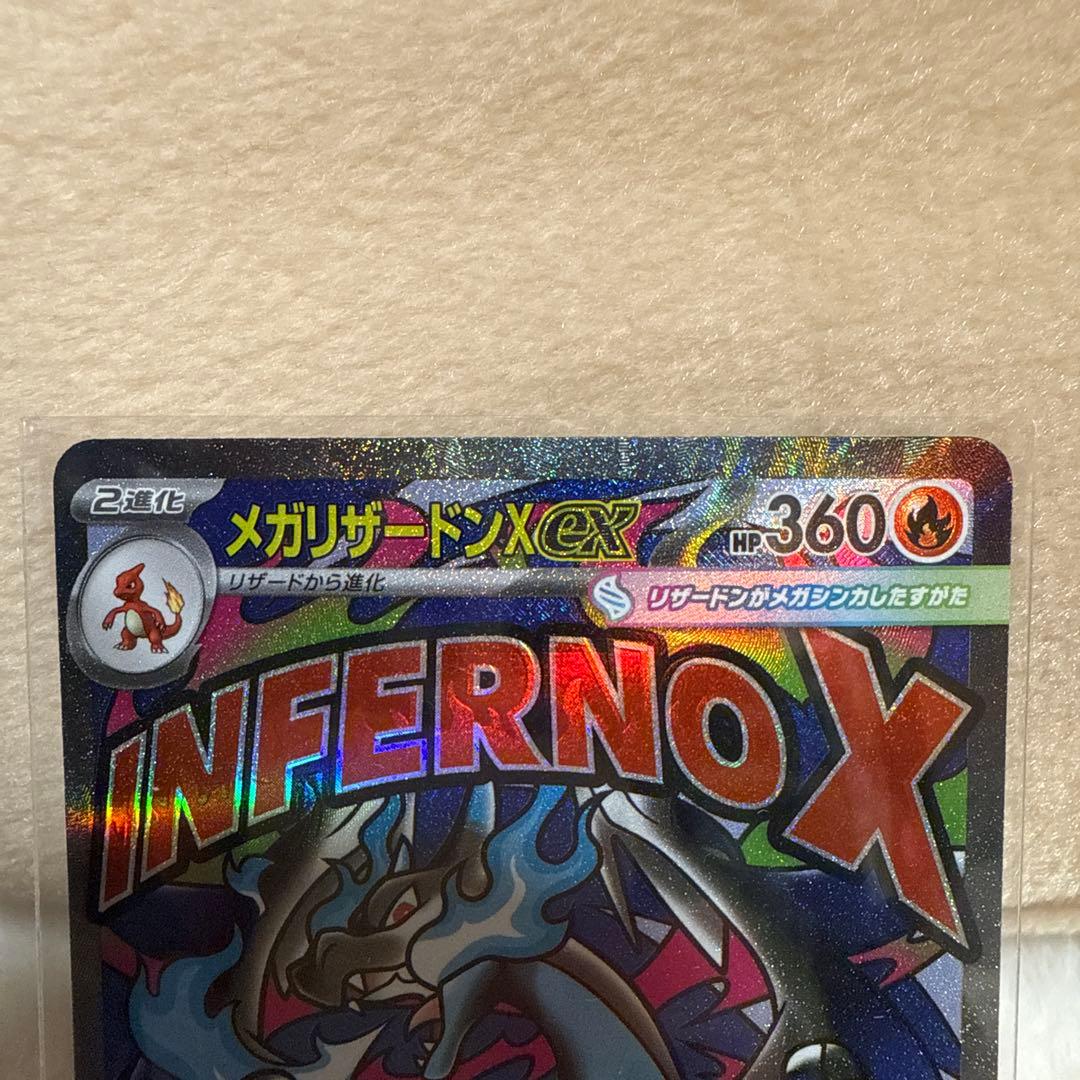 2進化
メガリザードンXex
HP360
リザードから進化
リザードンがメガシンカしたすがた
INFERNO X